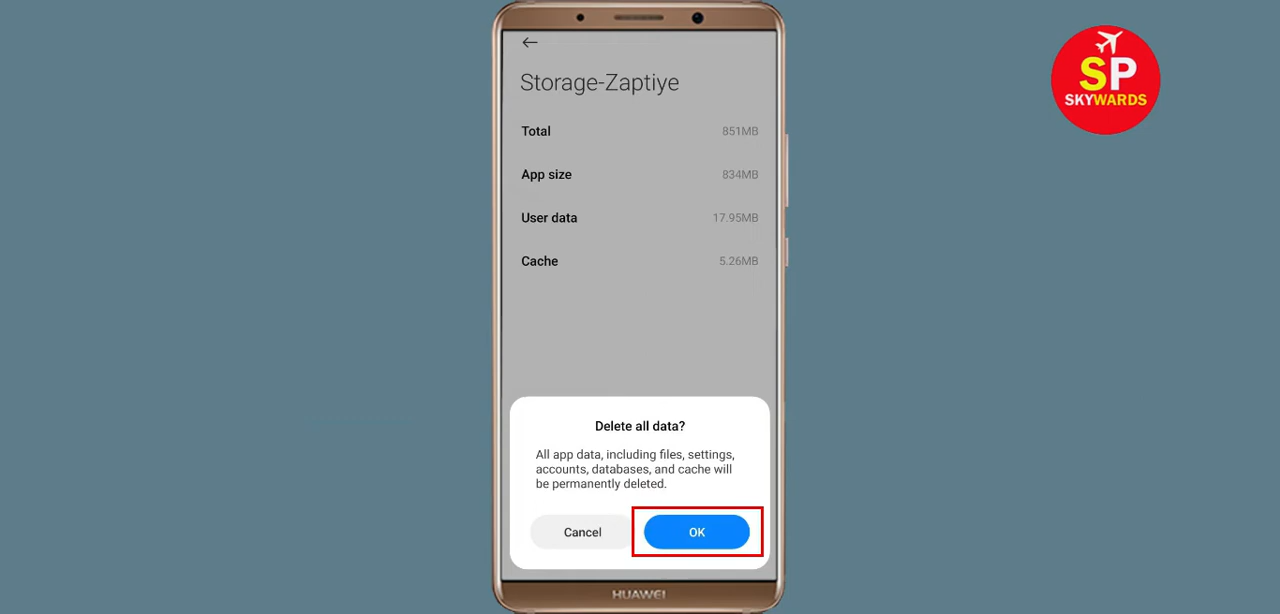 SP
SKYWARDS
Storage-Zaptiye
Total 851MB
App size 834MB
User data 17.95MB
Cache 5.26MB
Delete all data?
All app data, including files, settings,
accounts, databases, and cache will
be permanently deleted.
Cancel OK
HUAWEI